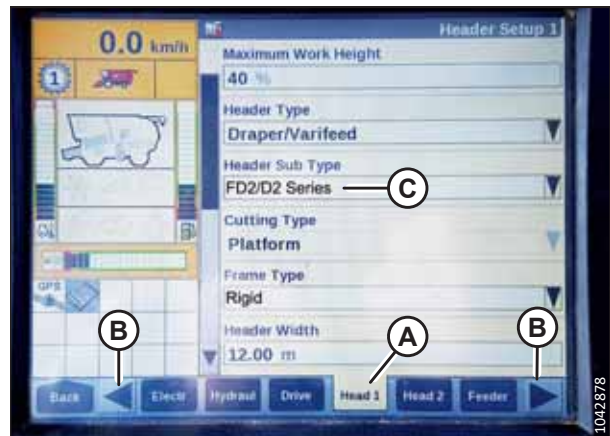 0.0 km/h
Header Setup 1
Maximum Work Height
40 %
1
Header Type
Draper/Varifeed
Header Sub Type
FD2/D2 Series
C
Cutting Type
Platform
Frame Type
Rigid
GPS
Header Width
12.00 m
B
A
B
Back
Electr
Hydraul
Drive
Head 1
Head 2
Feeder
1042878